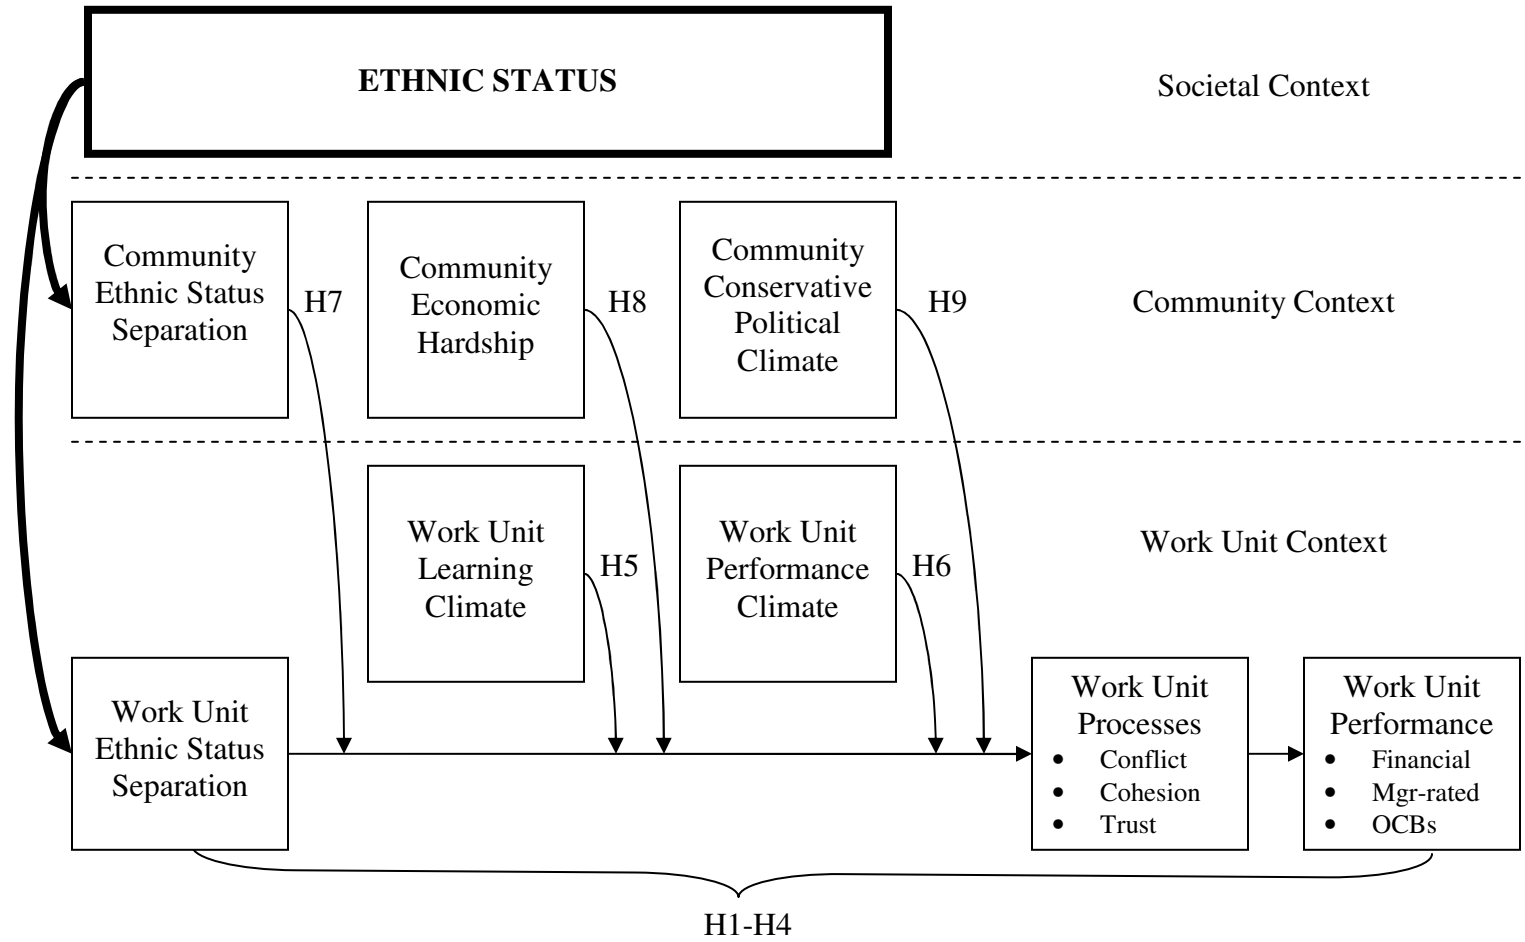 ETHNIC STATUS
Societal Context
Community
Ethnic Status
Separation
H7
Community
Economic
Hardship
H8
Community
Conservative
Political
Climate
H9
Community Context
Work Unit
Learning
Climate
H5
Work Unit
Performance
Climate
H6
Work Unit Context
Work Unit
Ethnic Status
Separation
Work Unit
Processes
• Conflict
• Cohesion
• Trust
Work Unit
Performance
• Financial
• Mgr-rated
• OCBs
H1-H4